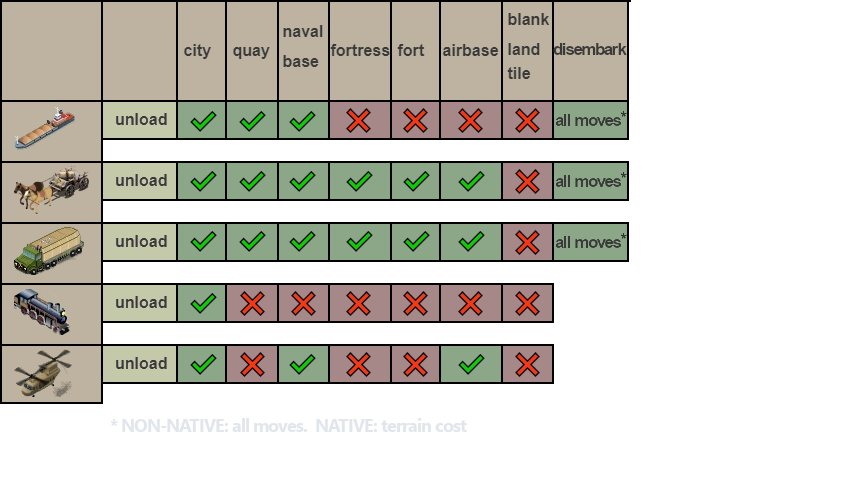 city quay naval base fortress fort airbase blank land tile disembark
unload all moves*
unload all moves*
unload all moves*
unload
unload
* NON-NATIVE: all moves. NATIVE: terrain cost